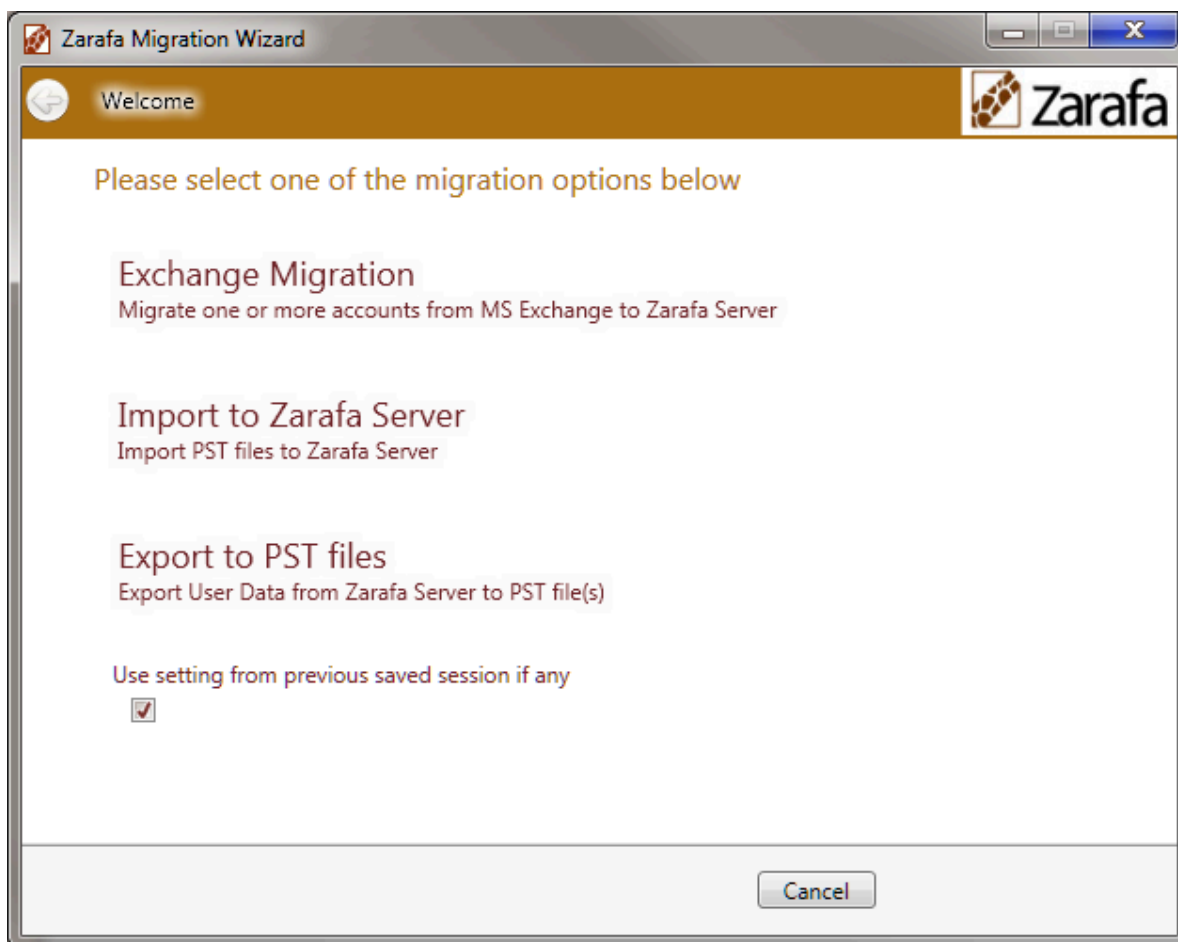 Zarafa Migration Wizard
Welcome
Zarafa
Please select one of the migration options below
Exchange Migration
Migrate one or more accounts from MS Exchange to Zarafa Server
Import to Zarafa Server
Import PST files to Zarafa Server
Export to PST files
Export User Data from Zarafa Server to PST file(s)
Use setting from previous saved session if any
Cancel